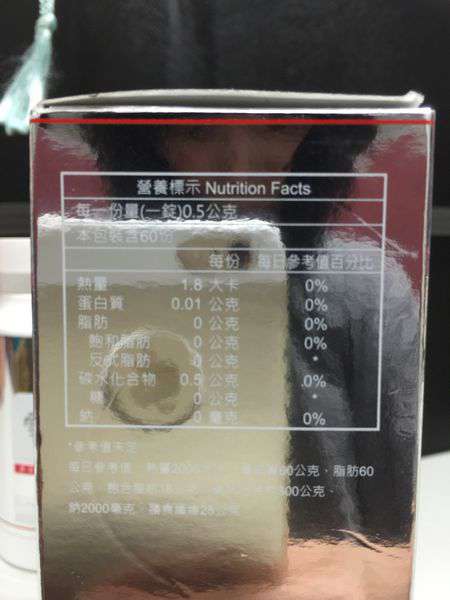 營養標示 Nutrition Facts
每一份量(一錠)0.5公克
本包裝含60份
每份 每日參考值百分比
熱量 1.8 大卡 0%
蛋白質 0.01 公克 0%
脂肪 0 公克 0%
飽和脂肪 0 公克 0%
反式脂肪 0 公克 *
碳水化合物 0.5 公克 0%
糖 0 公克 *
鈉 0 毫克 0%
*參考值未定
每日參考值：熱量2000大卡、蛋白質60公克、脂肪60
公克、飽和脂肪18公克、碳水化合物300公克、
鈉2000毫克、膳食纖維25公克